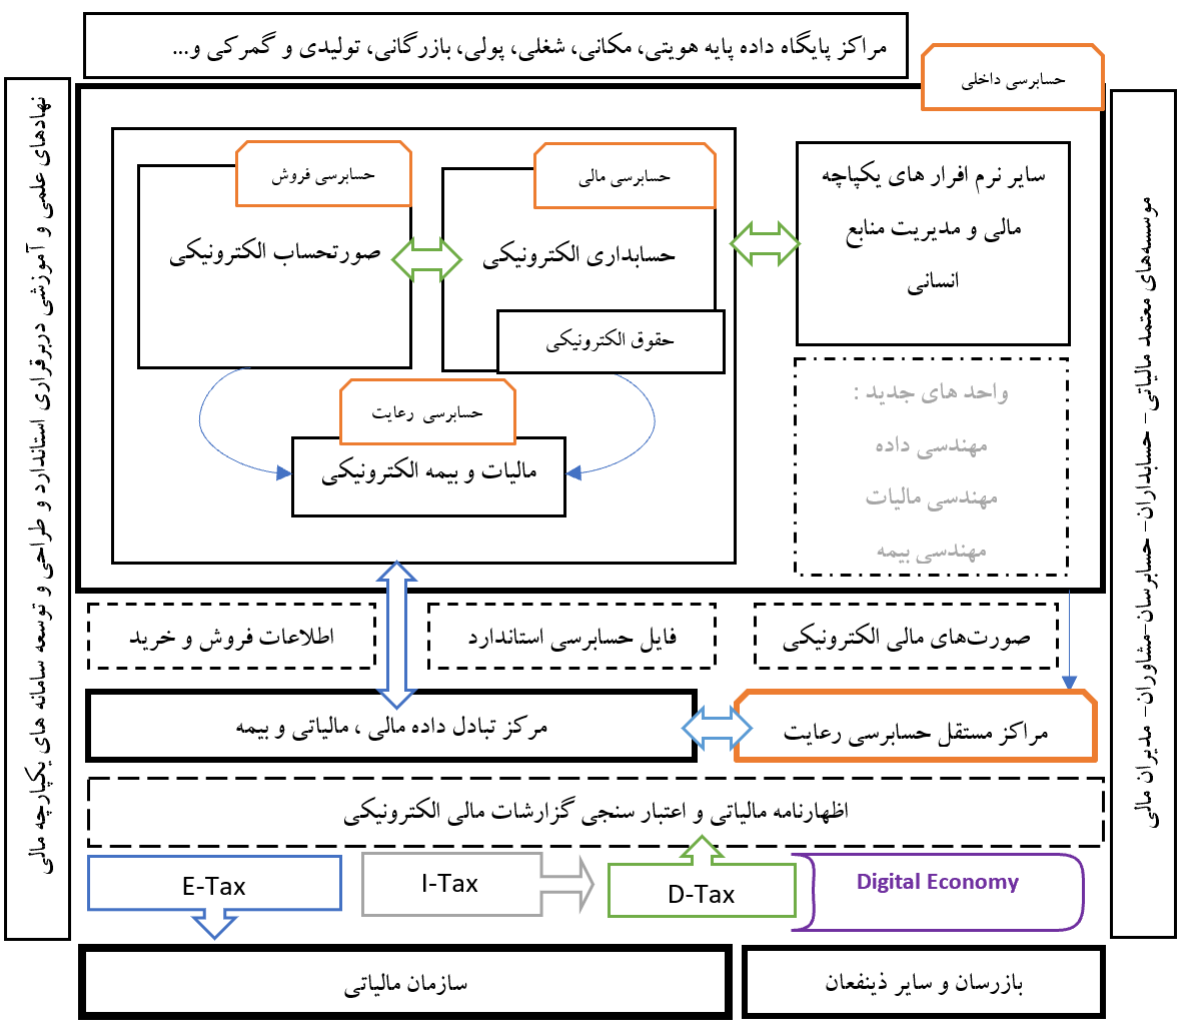 مراکز پایگاه داده پایه هویتی، مکانی، شغلی، پولی، بازرگانی، تولیدی و گمرکی و...
حسابرسی داخلی
نهادهای علمی و آموزشی دربرقراری استاندارد و طراحی و توسعه سامانه های یکپارچه مالی
موسسه‌های معتمد مالیاتی - حسابداران- حسابرسان-مشاوران- مدیران مالی
سایر نرم افرار های یکپاچه
مالی و مدیریت منابع
انسانی
حسابرسی مالی
حسابرسی فروش
حسابداری الکترونیکی
صورتحساب الکترونیکی
حقوق الکترونیکی
حسابرسی رعایت
مالیات و بیمه الکترونیکی
واحد های جدید :
مهندسی داده
مهندسی مالیات
مهندسی بیمه
صورت‌های مالی الکترونیکی
فایل حسابرسی استاندارد
اطلاعات فروش و خرید
مراکز مستقل حسابرسی رعایت
مرکز تبادل داده مالی ، مالیاتی و بیمه
اظهارنامه مالیاتی و اعتبار سنجی گزارشات مالی الکترونیکی
E-Tax
I-Tax
D-Tax
Digital Economy
بازرسان و سایر ذینفعان
سازمان مالیاتی